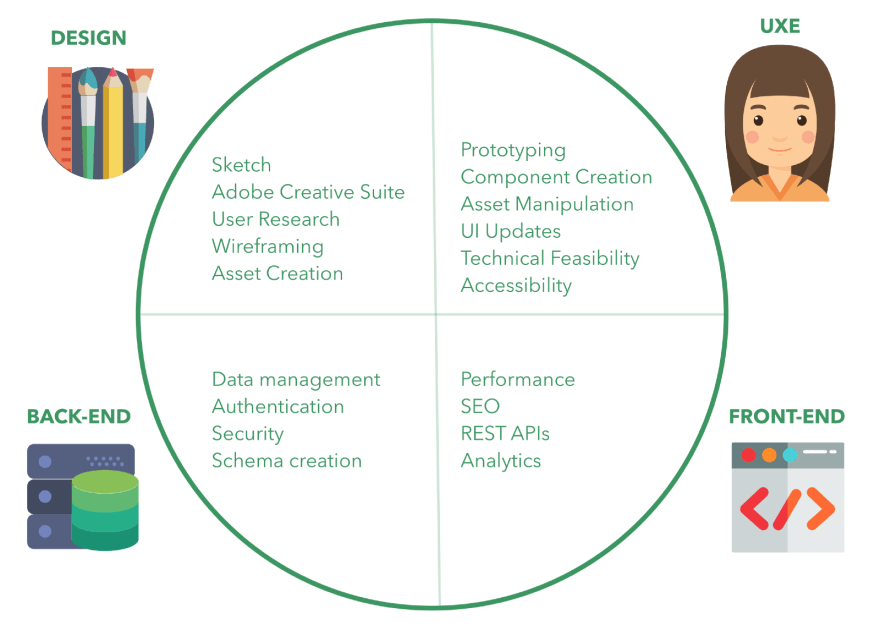 DESIGN
UXE
Sketch
Adobe Creative Suite
User Research
Wireframing
Asset Creation
Prototyping
Component Creation
Asset Manipulation
UI Updates
Technical Feasibility
Accessibility
BACK-END
FRONT-END
Data management
Authentication
Security
Schema creation
Performance
SEO
REST APIs
Analytics